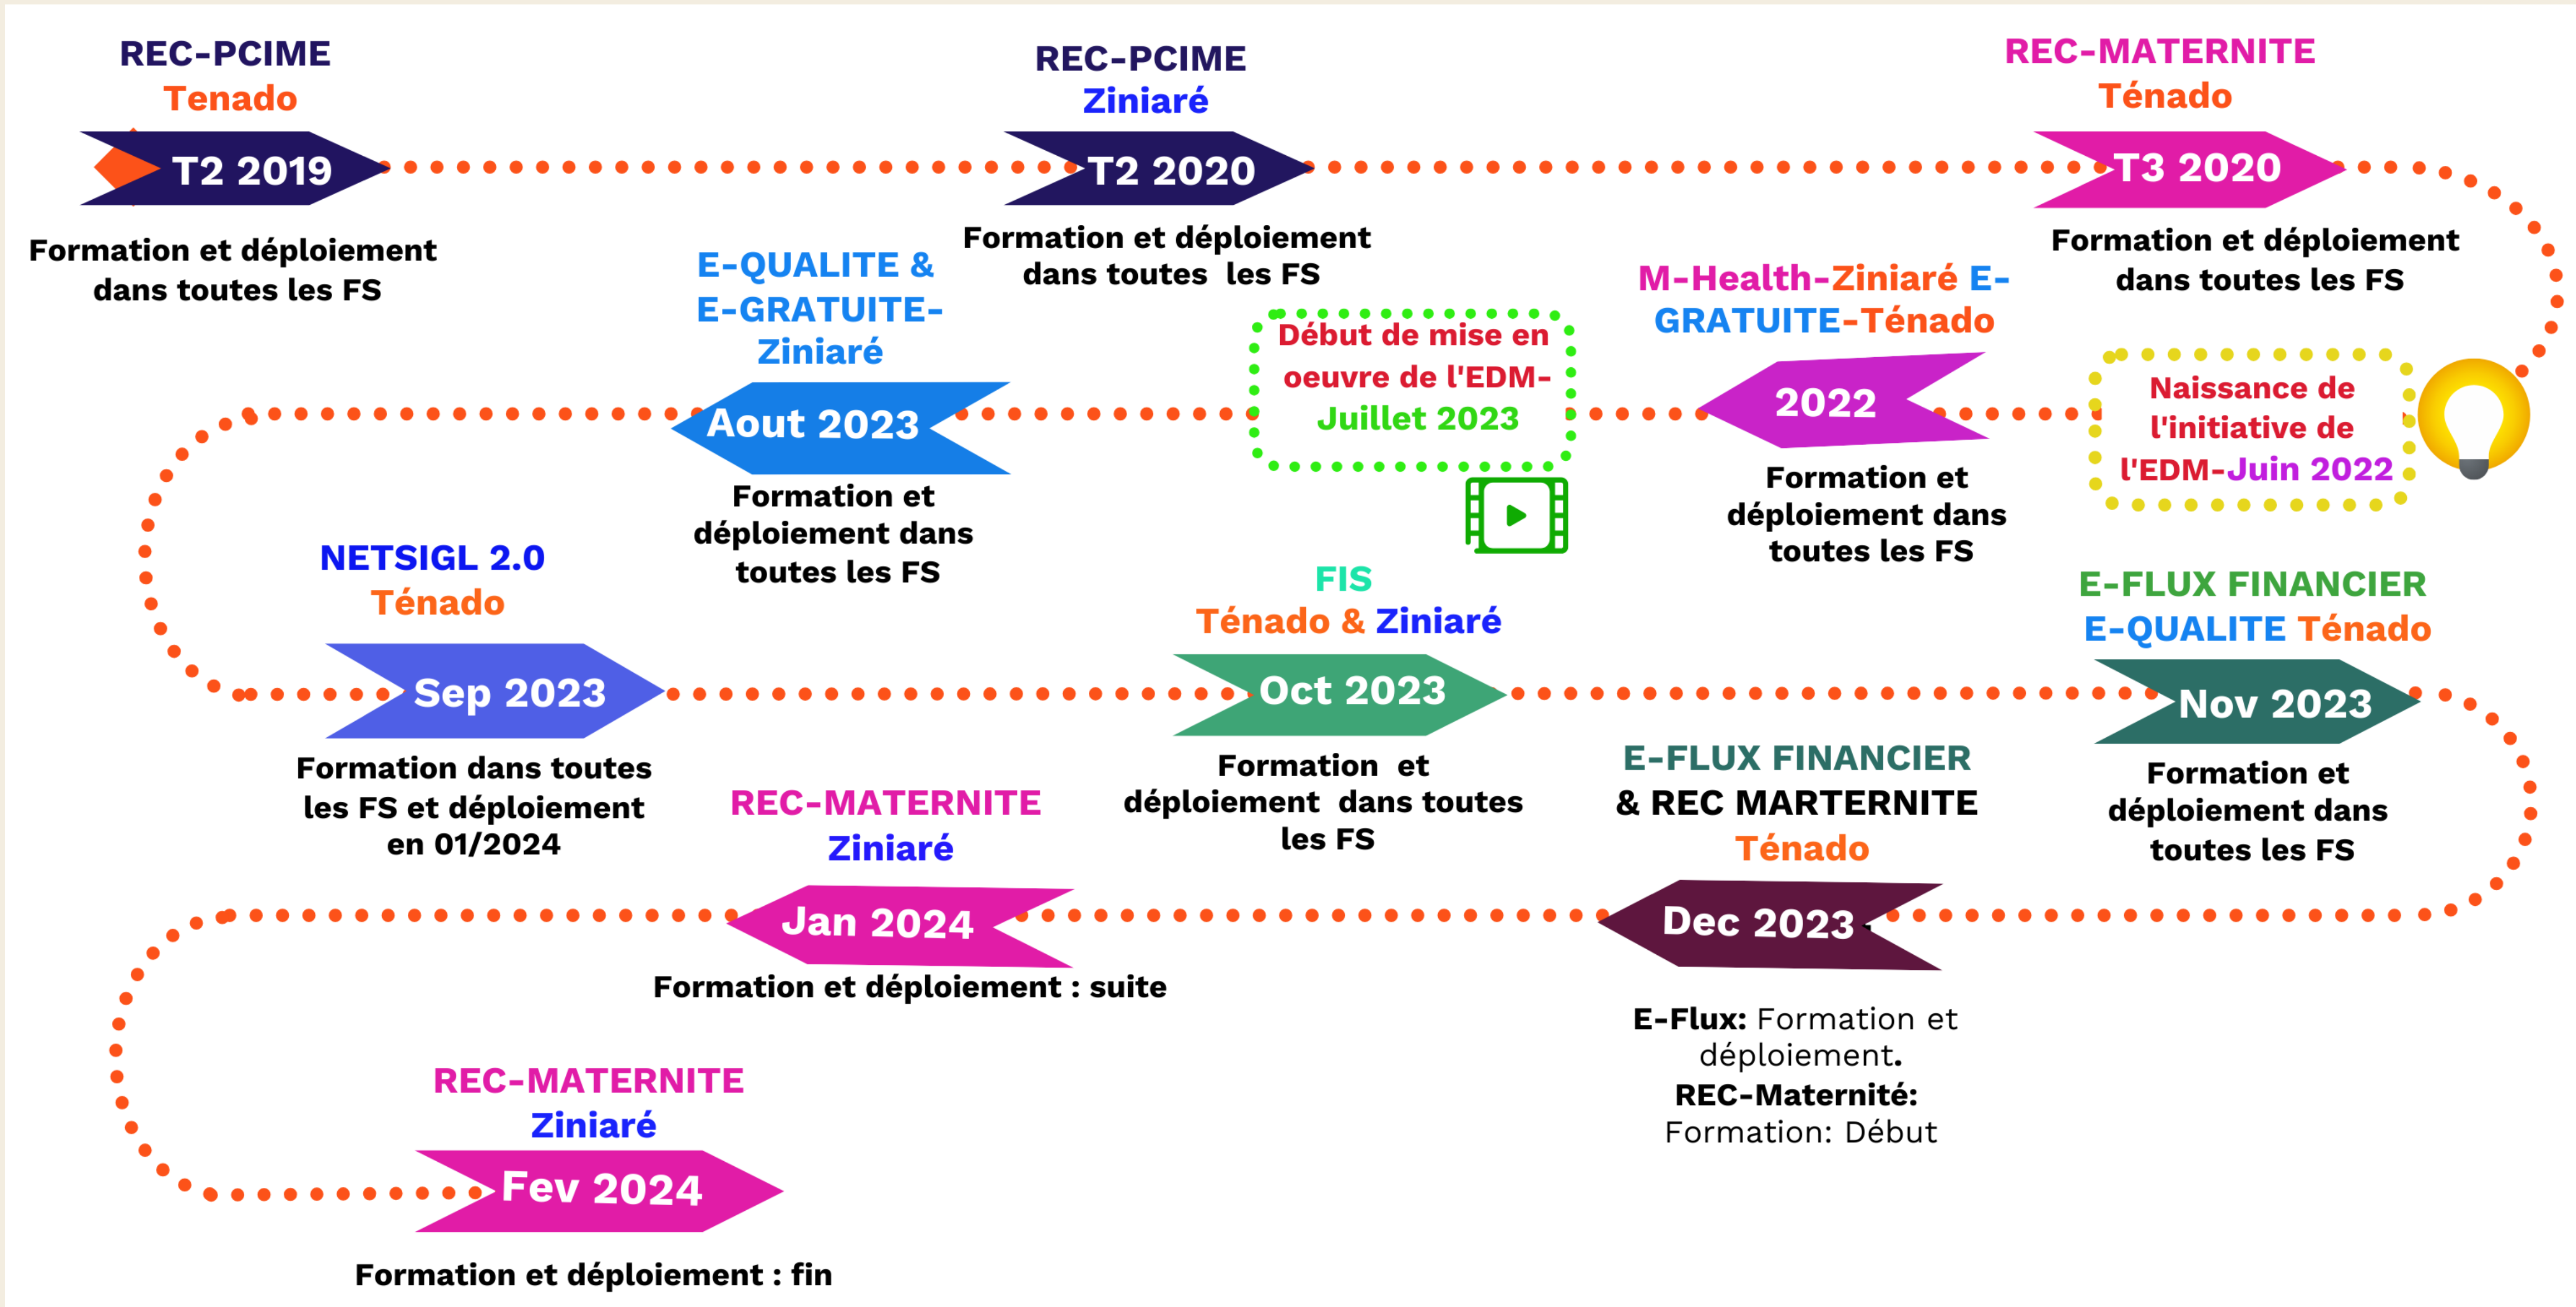 REC-PCIME
Tenado
T2 2019
Formation et déploiement
dans toutes les FS
REC-PCIME
Ziniaré
T2 2020
Formation et déploiement
dans toutes les FS
REC-MATERNITE
Ténado
T3 2020
Formation et déploiement
dans toutes les FS
Naissance de
l'initiative de
l'EDM-Juin 2022
M-Health-Ziniaré E-
GRATUITE-Ténado
2022
Formation et
déploiement dans
toutes les FS
Début de mise en
oeuvre de l'EDM-
Juillet 2023
E-QUALITE &
E-GRATUITE-
Ziniaré
Aout 2023
Formation et
déploiement dans
toutes les FS
NETSIGL 2.0
Ténado
Sep 2023
Formation dans toutes
les FS et déploiement
en 01/2024
FIS
Ténado & Ziniaré
Oct 2023
Formation et
déploiement dans toutes
les FS
E-FLUX FINANCIER
E-QUALITE Ténado
Nov 2023
Formation et
déploiement dans
toutes les FS
E-FLUX FINANCIER
& REC MARTERNITE
Ténado
Dec 2023
E-Flux: Formation et
déploiement.
REC-Maternité:
Formation: Début
REC-MATERNITE
Ziniaré
Jan 2024
Formation et déploiement : suite
REC-MATERNITE
Ziniaré
Fev 2024
Formation et déploiement : fin